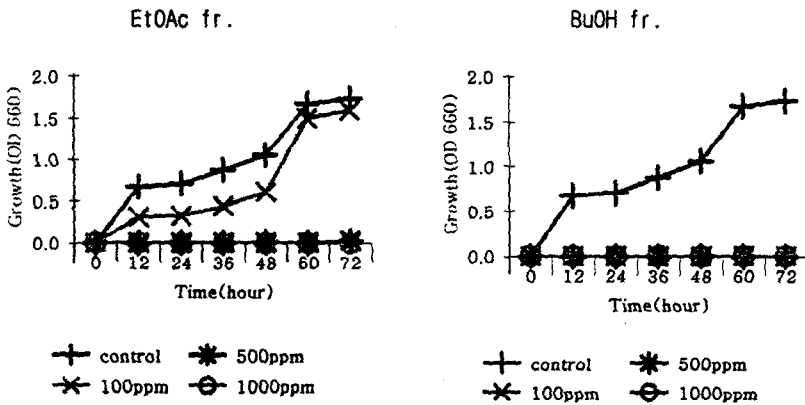 EtOAc fr.
Growth(OD 660)
2.0
1.5
1.0
0.5
0.0
0 12 24 36 48 60 72
Time(hour)
control 500ppm
100ppm 1000ppm
BuOH fr.
Growth(OD 660)
2.0
1.5
1.0
0.5
0.0
0 12 24 36 48 60 72
Time(hour)
control 500ppm
100ppm 1000ppm